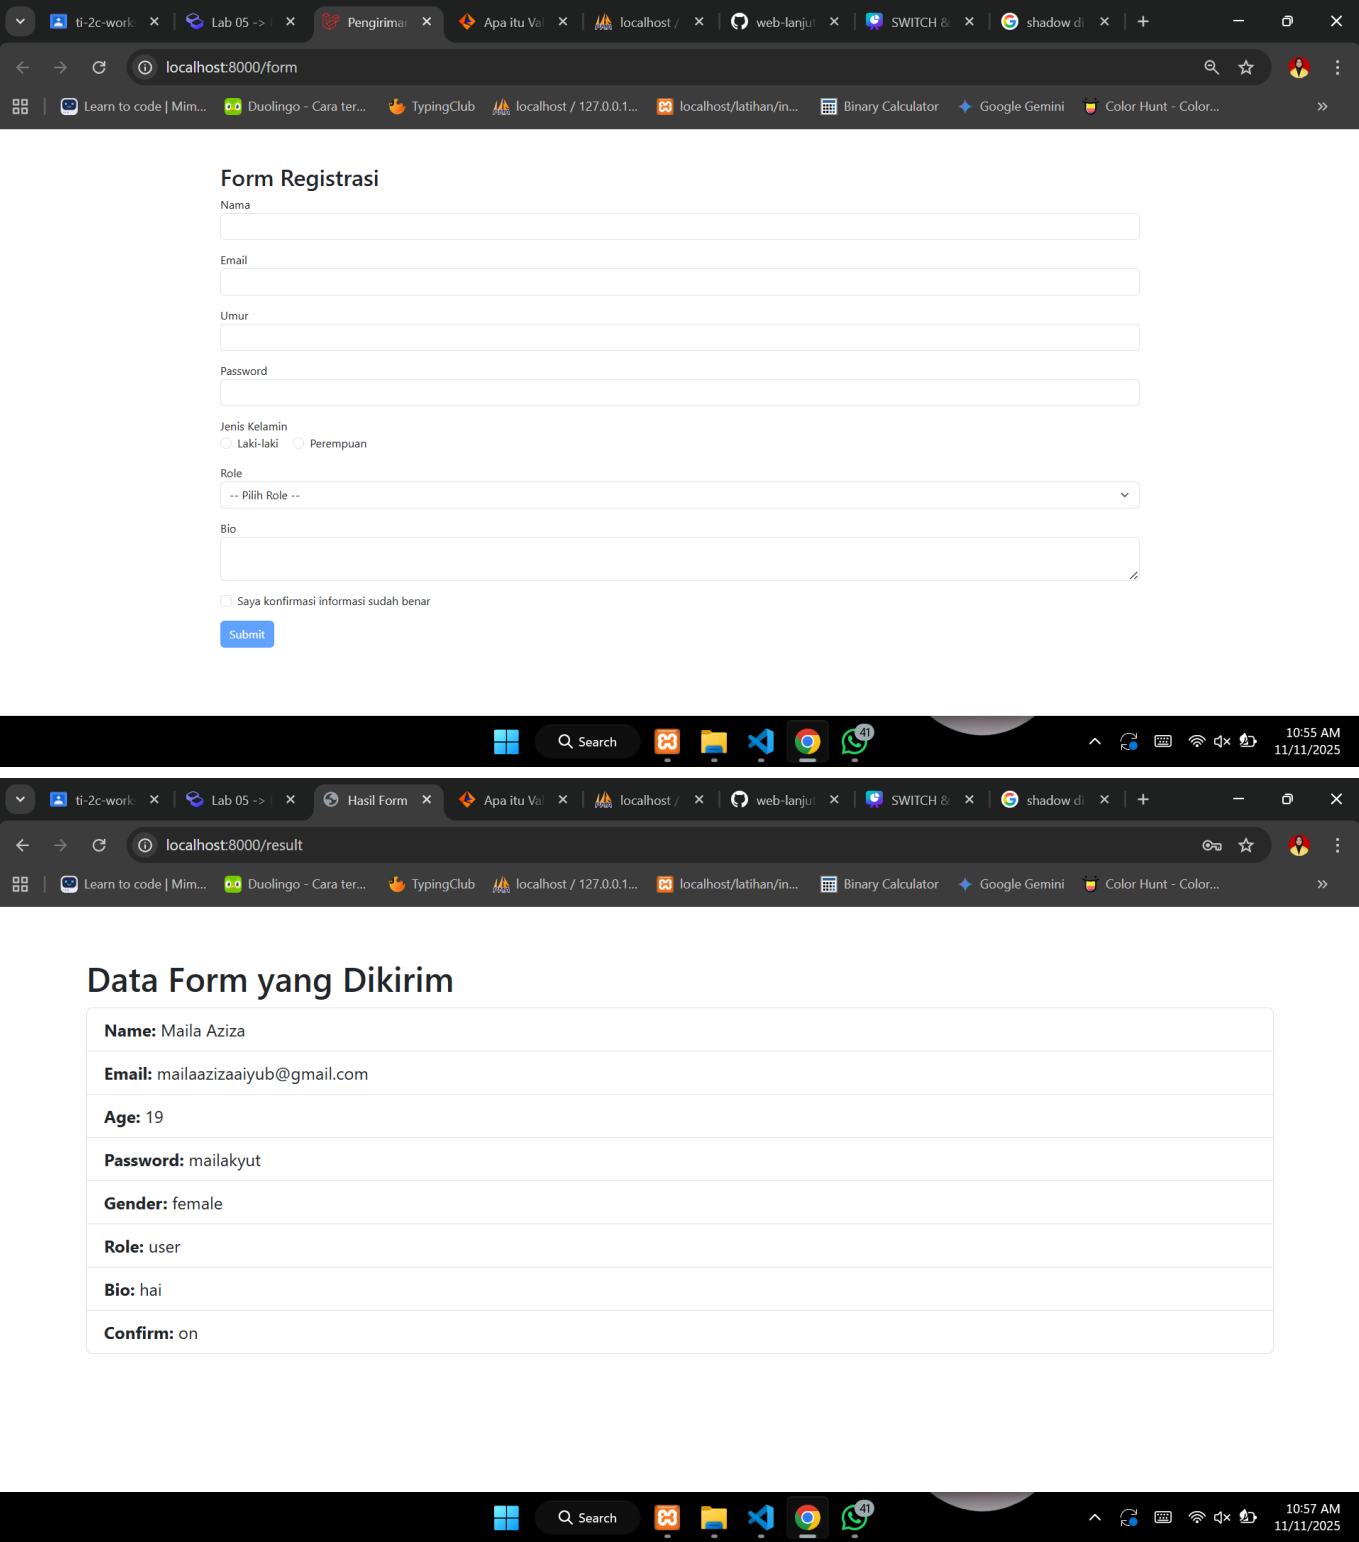 ti-2c-work
Lab 05 ->
Pengiriman
Apa itu Val
localhost /
web-lanjut
SWITCH &
shadow di
localhost:8000/form
Learn to code | Mim...
Duolingo - Cara ter...
TypingClub
localhost / 127.0.0.1...
localhost/latihan/in...
Binary Calculator
Google Gemini
Color Hunt - Color...
Form Registrasi
Nama
Email
Umur
Password
Jenis Kelamin
Laki-laki Perempuan
Role
-- Pilih Role --
Bio
Saya konfirmasi informasi sudah benar
Submit
Search
41
10:55 AM
11/11/2025
ti-2c-work
Lab 05 ->
Hasil Form
Apa itu Val
localhost /
web-lanjut
SWITCH &
shadow di
localhost:8000/result
Learn to code | Mim...
Duolingo - Cara ter...
TypingClub
localhost / 127.0.0.1...
localhost/latihan/in...
Binary Calculator
Google Gemini
Color Hunt - Color...
Data Form yang Dikirim
Name: Maila Aziza
Email: mailaazizaaiyub@gmail.com
Age: 19
Password: mailakyut
Gender: female
Role: user
Bio: hai
Confirm: on
Search
41
10:57 AM
11/11/2025